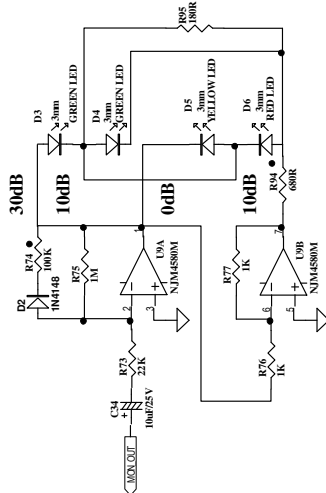 R95
180R
D3
3mm
GREEN LED
D4
3mm
GREEN LED
D5
3mm
YELLOW LED
D6
3mm
RED LED
30dB
10dB
0dB
10dB
R94
680R
R74
100K
D2
1N4148
R75
1M
1
U9A
NJM4580M
2
3
R73
22K
C34
+
10uF/25V
MON OUT
R77
1K
7
U9B
NJM4580M
6
5
R76
1K